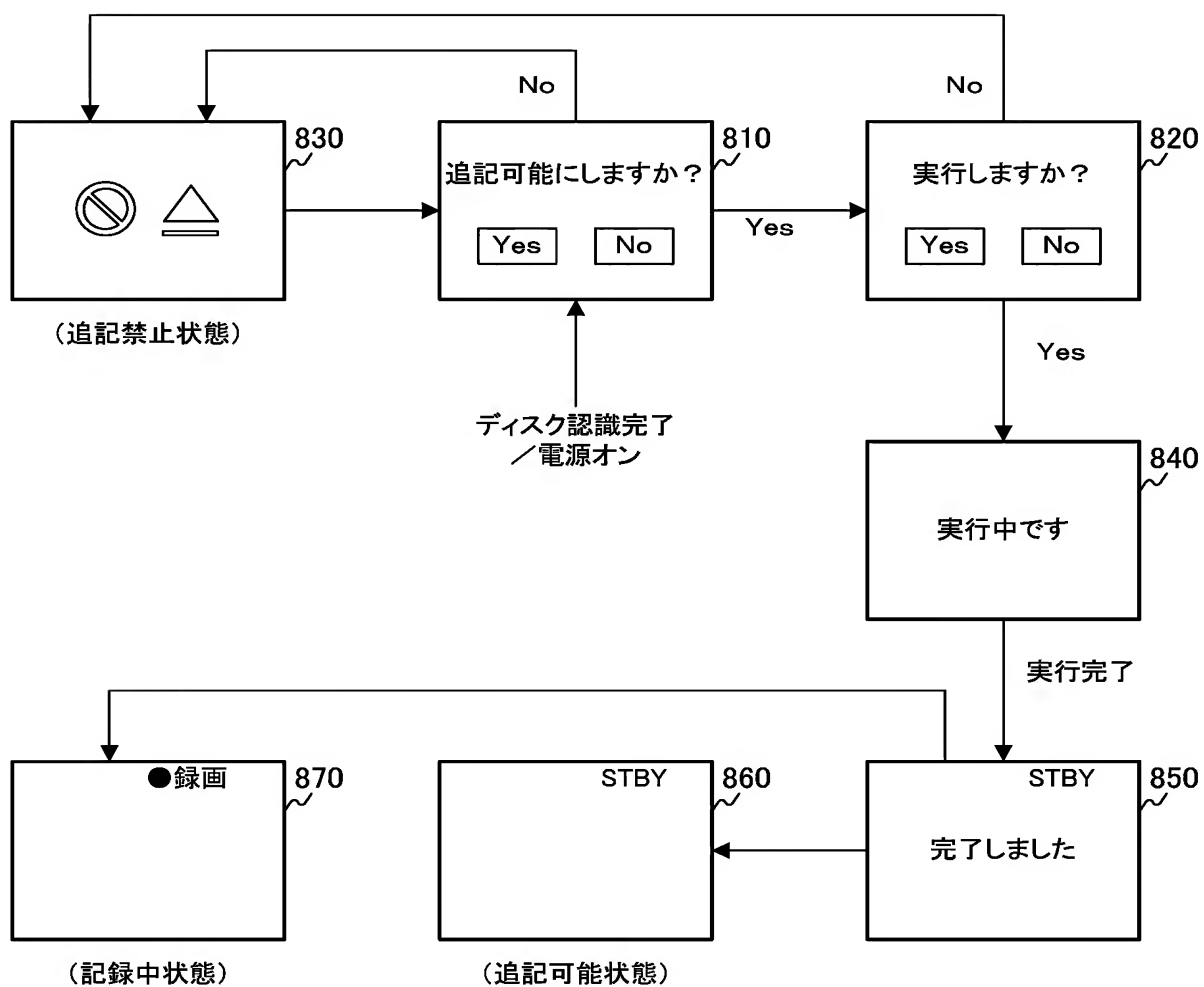 No
No
830
810
820
追記可能にしますか？
実行しますか？
Yes
Yes No
Yes No
（追記禁止状態）
Yes
ディスク認識完了
／電源オン
840
実行中です
実行完了
●録画
870
STBY
860
STBY
850
完了しました
（記録中状態）
（追記可能状態）